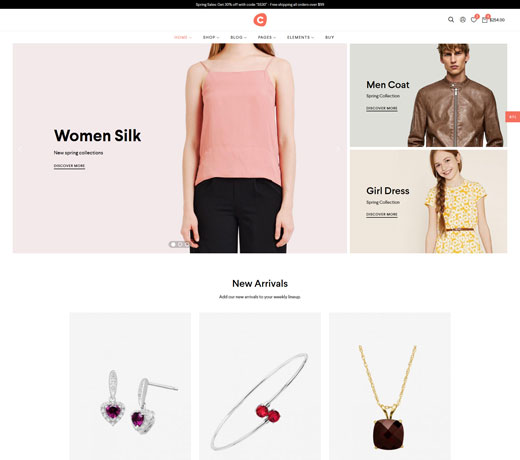 Spring Sales: Get 30% off with code "SS30" - Free shipping all orders over $99
C
$254.00
HOME SHOP BLOG PAGES ELEMENTS BUY
Women Silk
New spring collections
DISCOVER MORE
Men Coat
Spring Collection
DISCOVER MORE
Girl Dress
Spring Collection
DISCOVER MORE
New Arrivals
Add our new arrivals to your weekly lineup.